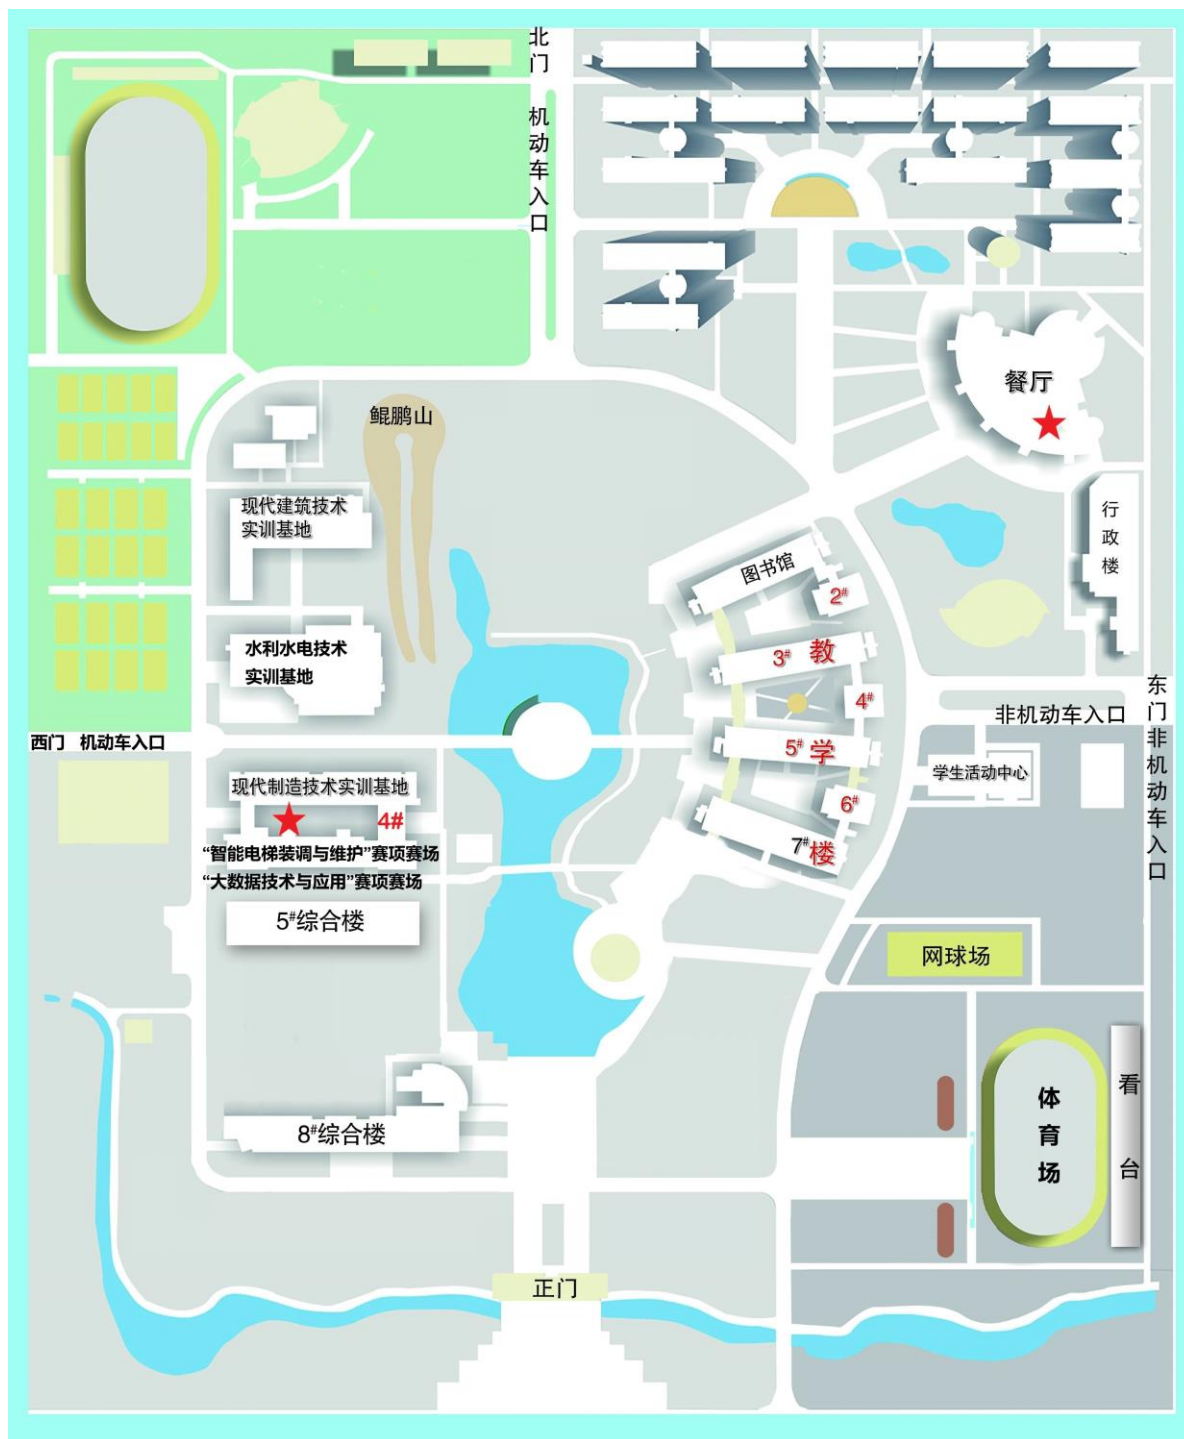 北门
机动车入口
餐厅
鲲鹏山
现代建筑技术
实训基地
行政楼
图书馆
2#
水利水电技术
实训基地
3# 教
4#
东门非机动车入口
非机动车入口
西门 机动车入口
5# 学
学生活动中心
现代制造技术实训基地
4#
6#
7# 楼
“智能电梯装调与维护”赛项赛场
“大数据技术与应用”赛项赛场
5#综合楼
网球场
体育场
看台
8#综合楼
正门